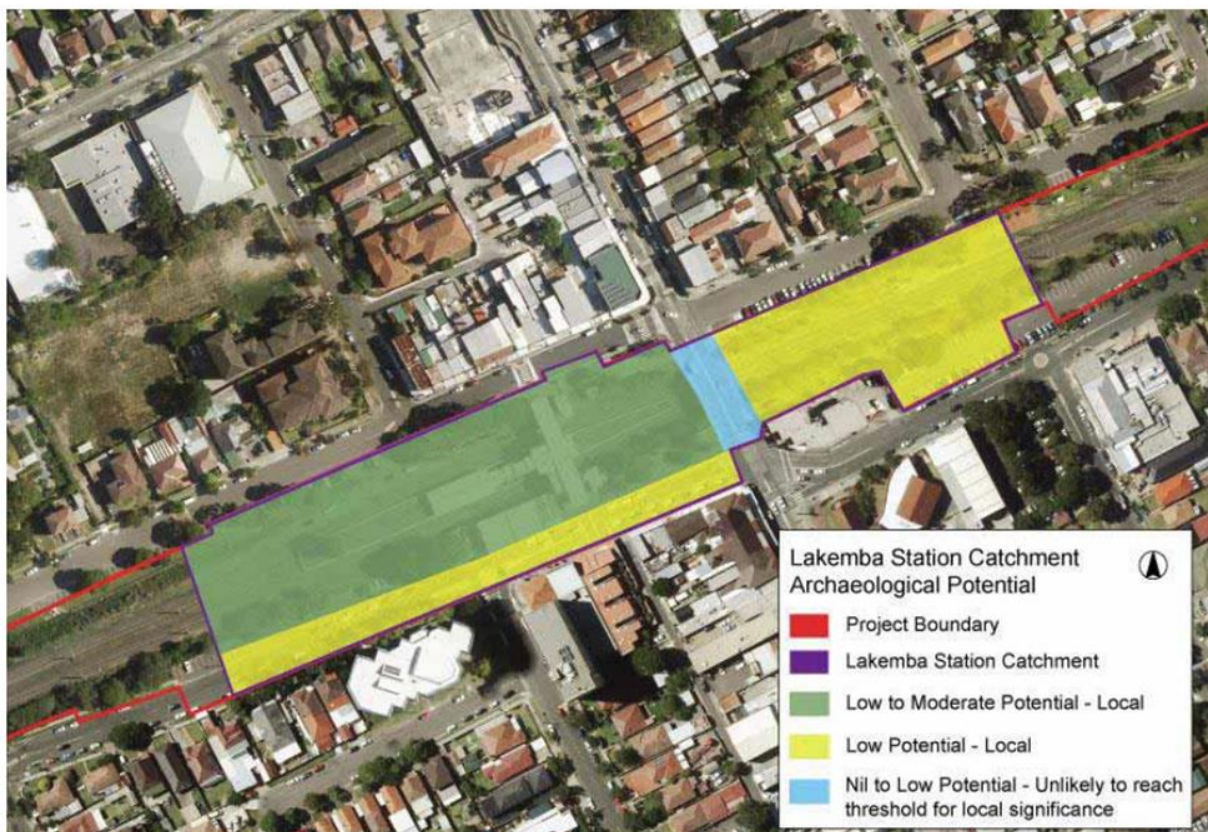 Lakemba Station Catchment
Archaeological Potential
Project Boundary
Lakemba Station Catchment
Low to Moderate Potential - Local
Low Potential - Local
Nil to Low Potential - Unlikely to reach
threshold for local significance